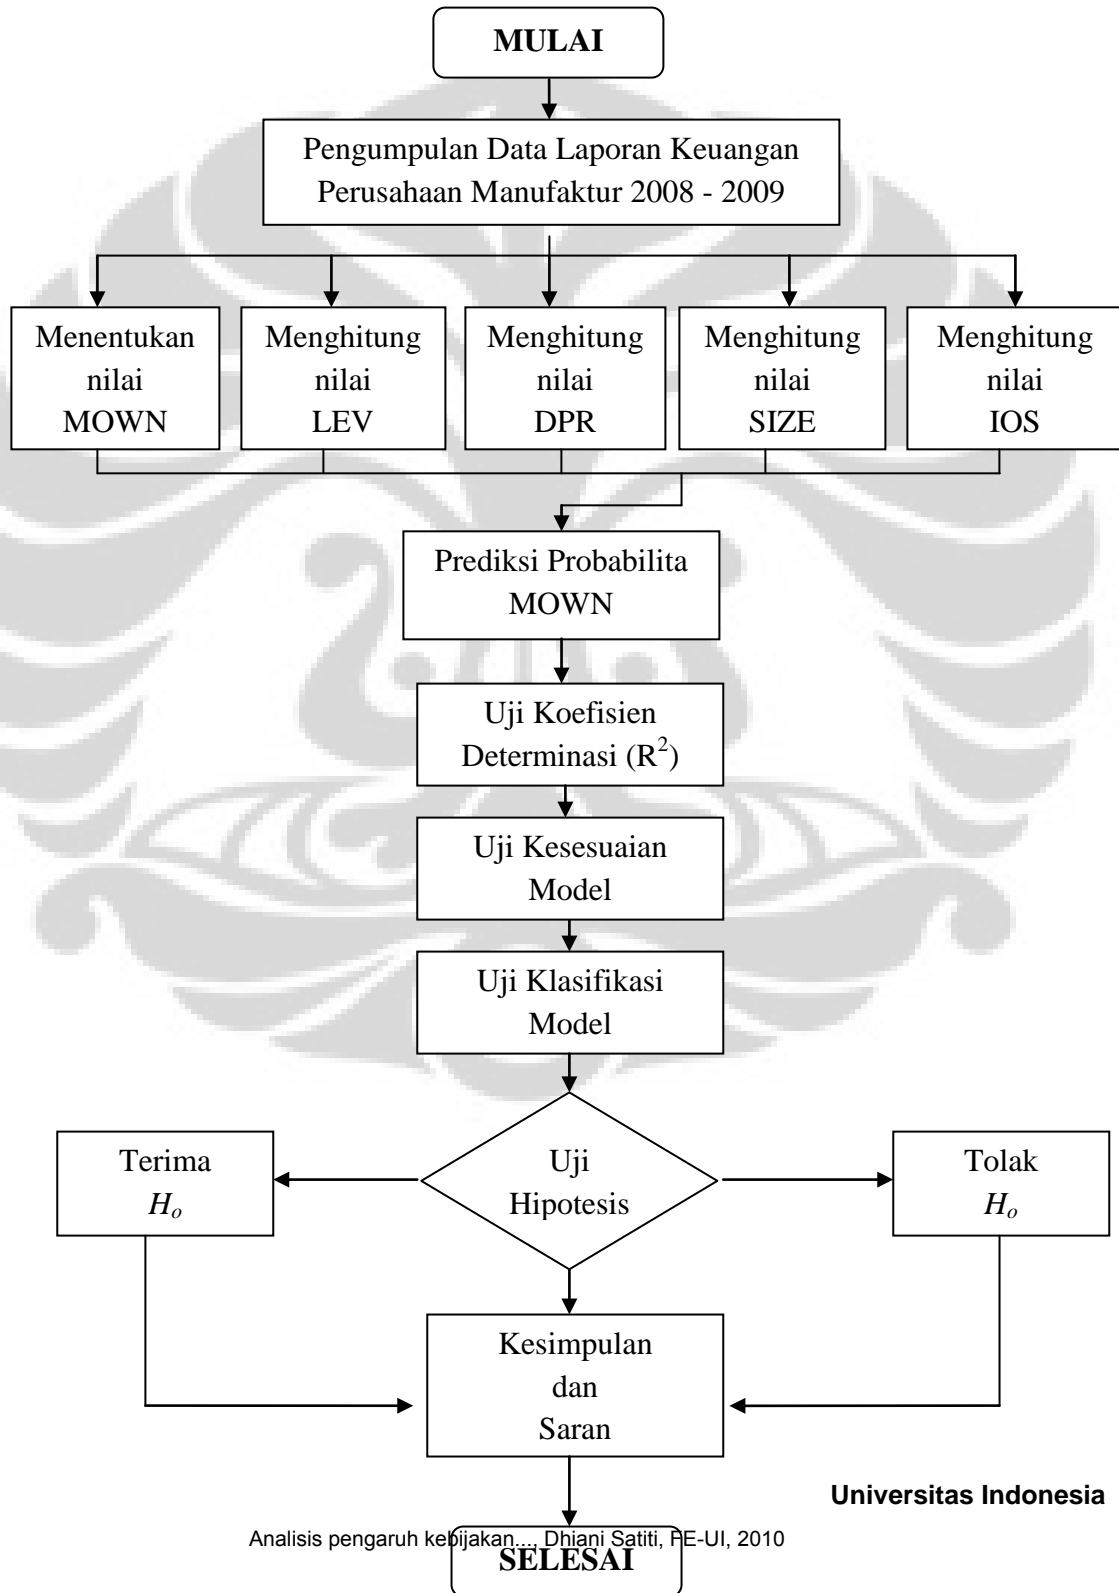 MULAI
Pengumpulan Data Laporan Keuangan
Perusahaan Manufaktur 2008 - 2009
Menentukan
nilai
MOWN
Menghitung
nilai
LEV
Menghitung
nilai
DPR
Menghitung
nilai
SIZE
Menghitung
nilai
IOS
Prediksi Probabilita
MOWN
Uji Koefisien
Determinasi (R²)
Uji Kesesuaian
Model
Uji Klasifikasi
Model
Uji
Hipotesis
Terima
Hₒ
Tolak
Hₒ
Kesimpulan
dan
Saran
Universitas Indonesia
Analisis pengaruh kebijakan..., Dhiani Satiti, FE-UI, 2010
SELESAI